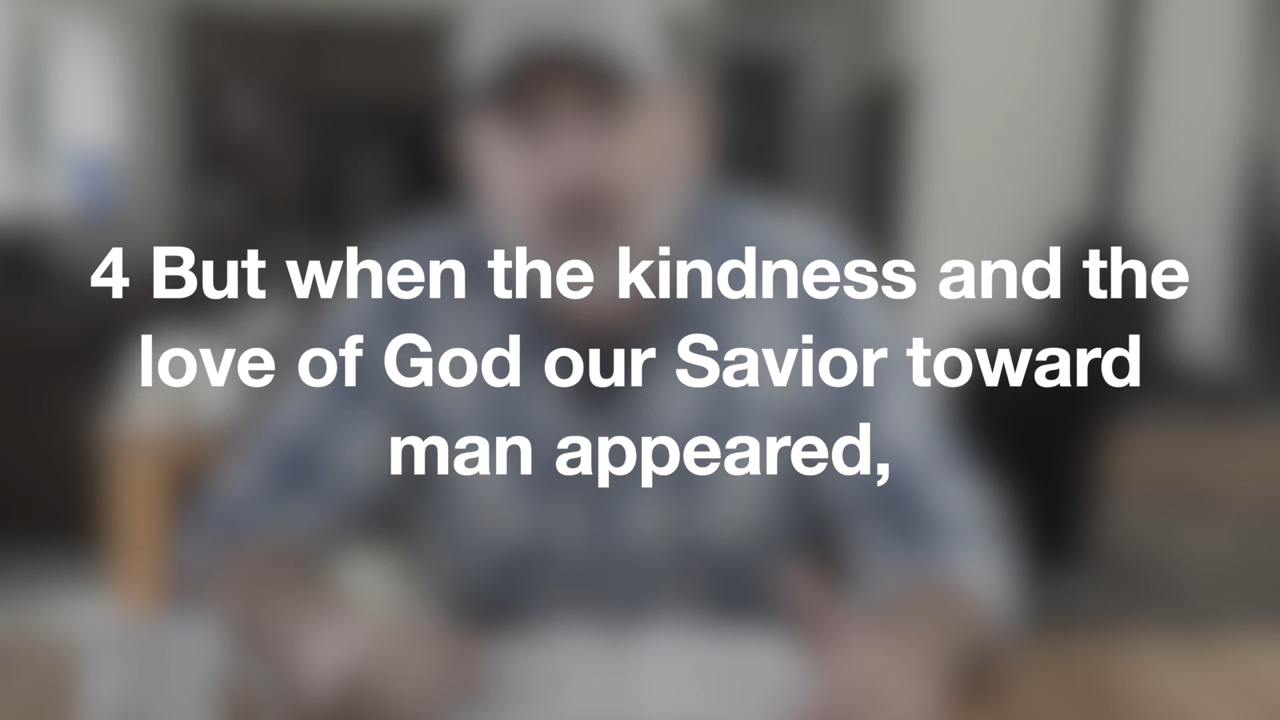 4 But when the kindness and the
love of God our Savior toward
man appeared,